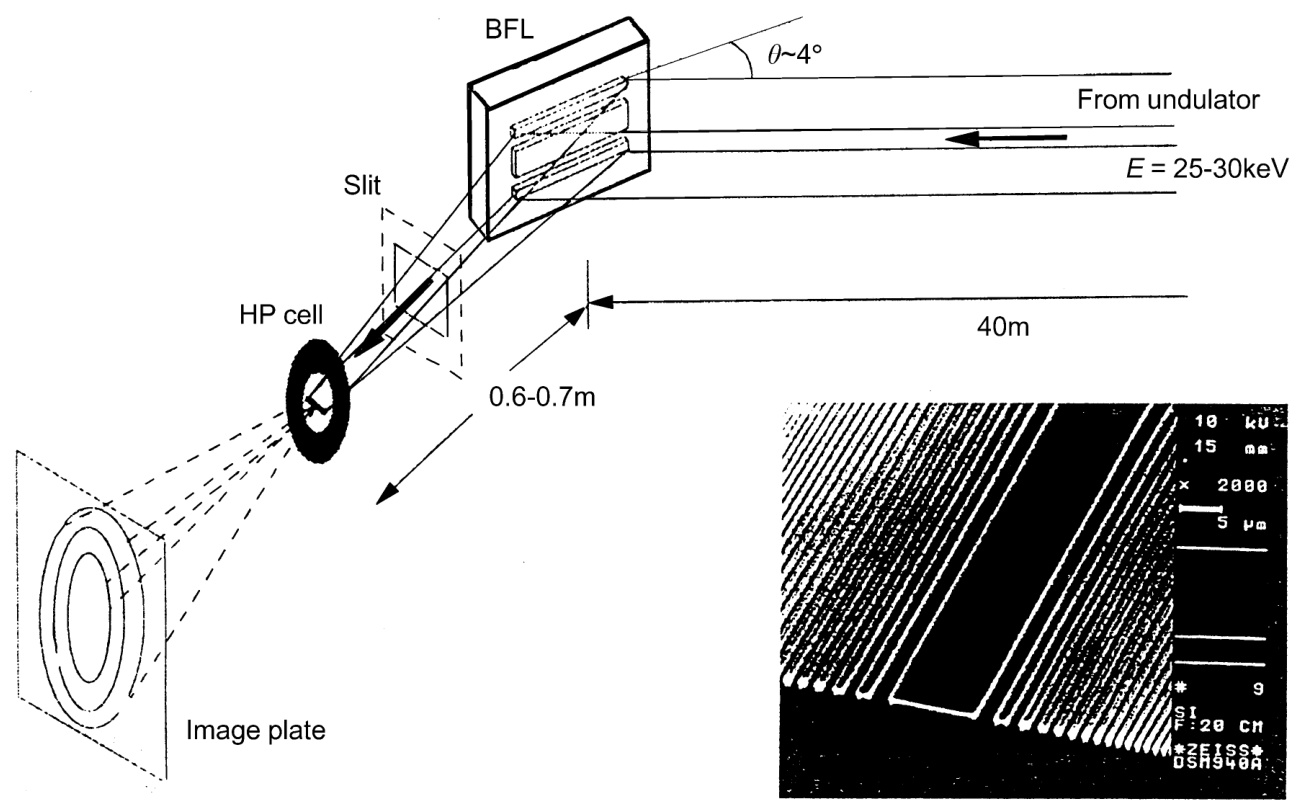 BFL
θ~4°
From undulator
E = 25-30keV
Slit
HP cell
40m
0.6-0.7m
Image plate
10 kV
15 mm
x 2000
5 µm
# 9
SI
F:20 CM
*ZEISS*
DSM940A